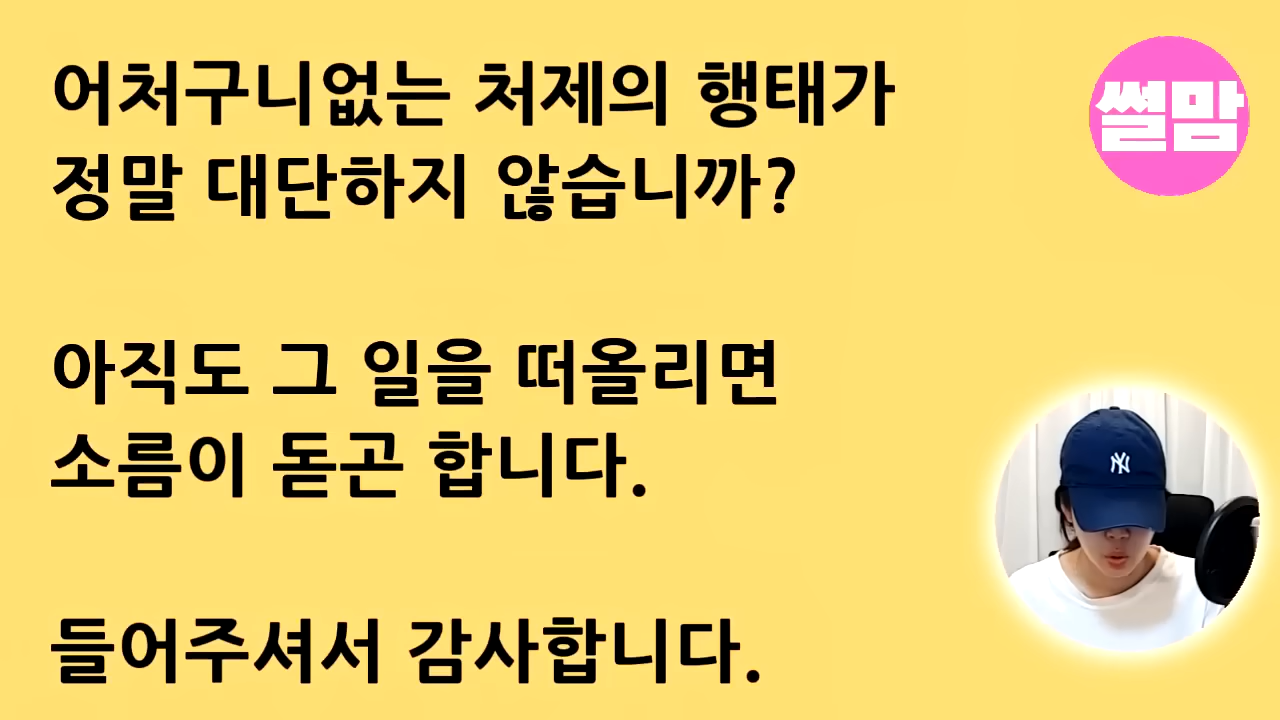 어처구니없는 처제의 행태가
정말 대단하지 않습니까?
아직도 그 일을 떠올리면
소름이 돋곤 합니다.
들어주셔서 감사합니다.
썰맘
NY